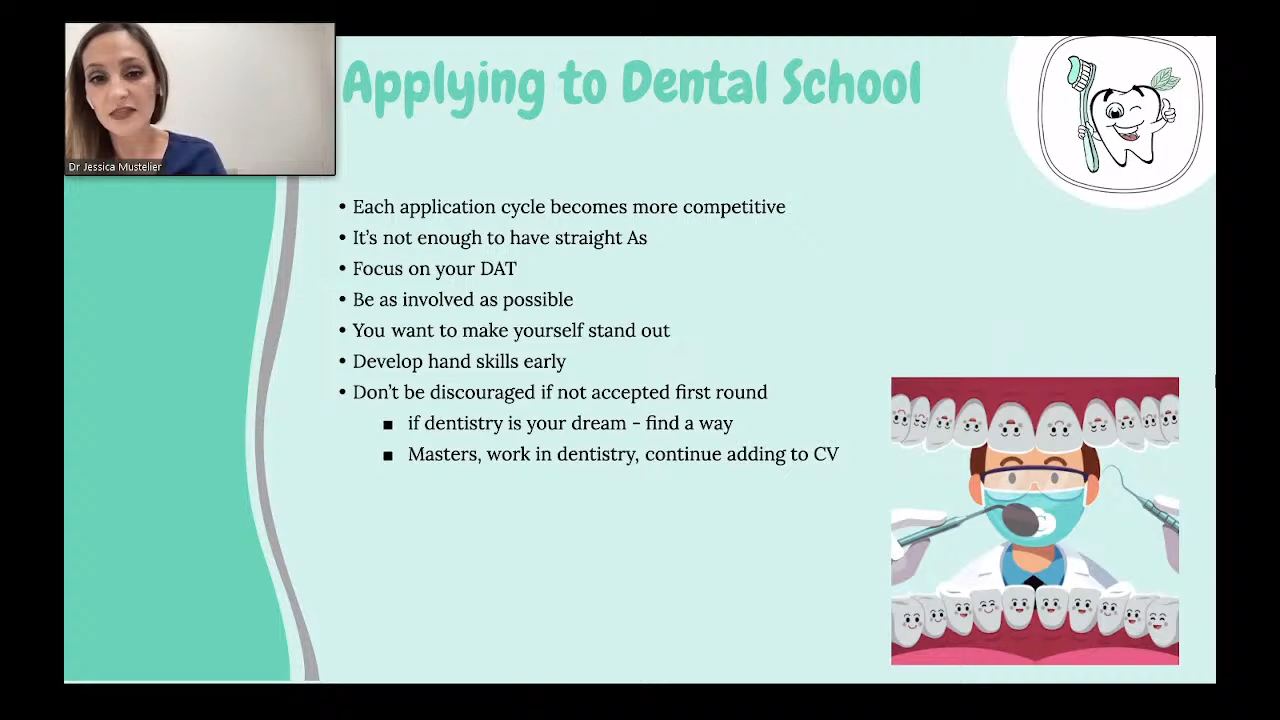 Applying to Dental School
Dr Jessica Mustelier
• Each application cycle becomes more competitive
• It’s not enough to have straight As
• Focus on your DAT
• Be as involved as possible
• You want to make yourself stand out
• Develop hand skills early
• Don’t be discouraged if not accepted first round
▪ if dentistry is your dream - find a way
▪ Masters, work in dentistry, continue adding to CV